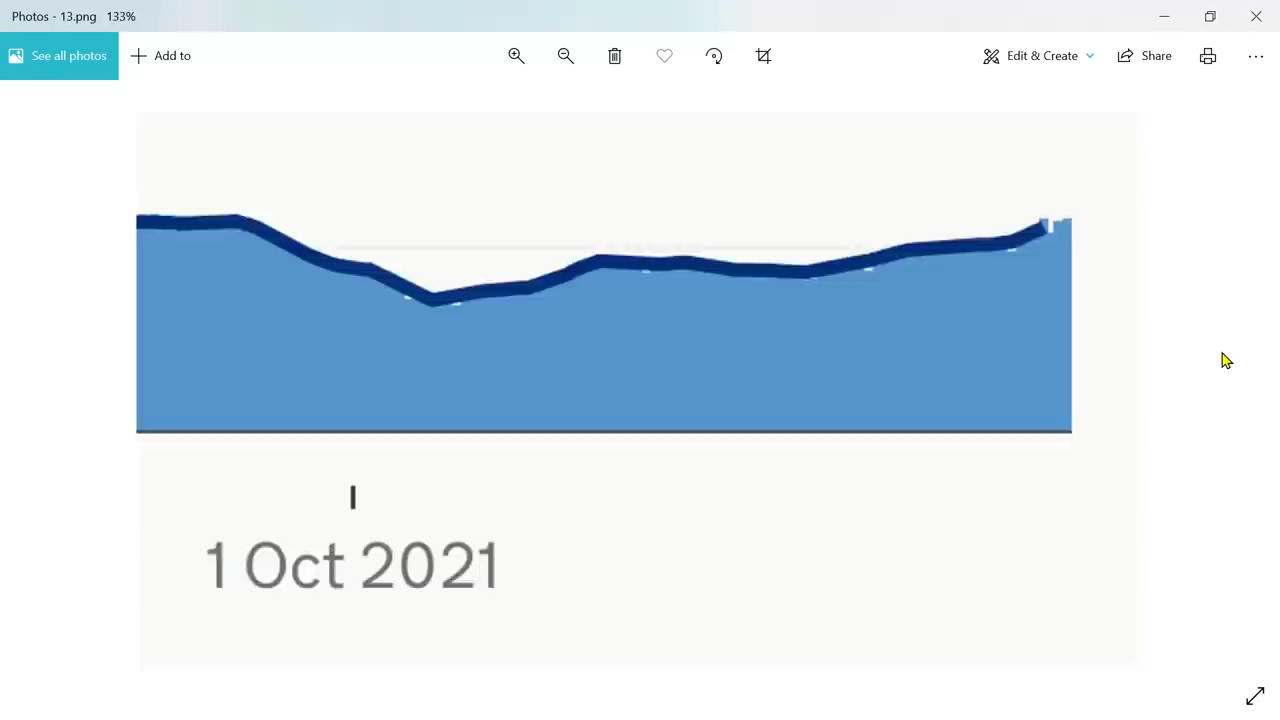 Photos - 13.png 133%
See all photos
Add to
Edit & Create
Share
1 Oct 2021